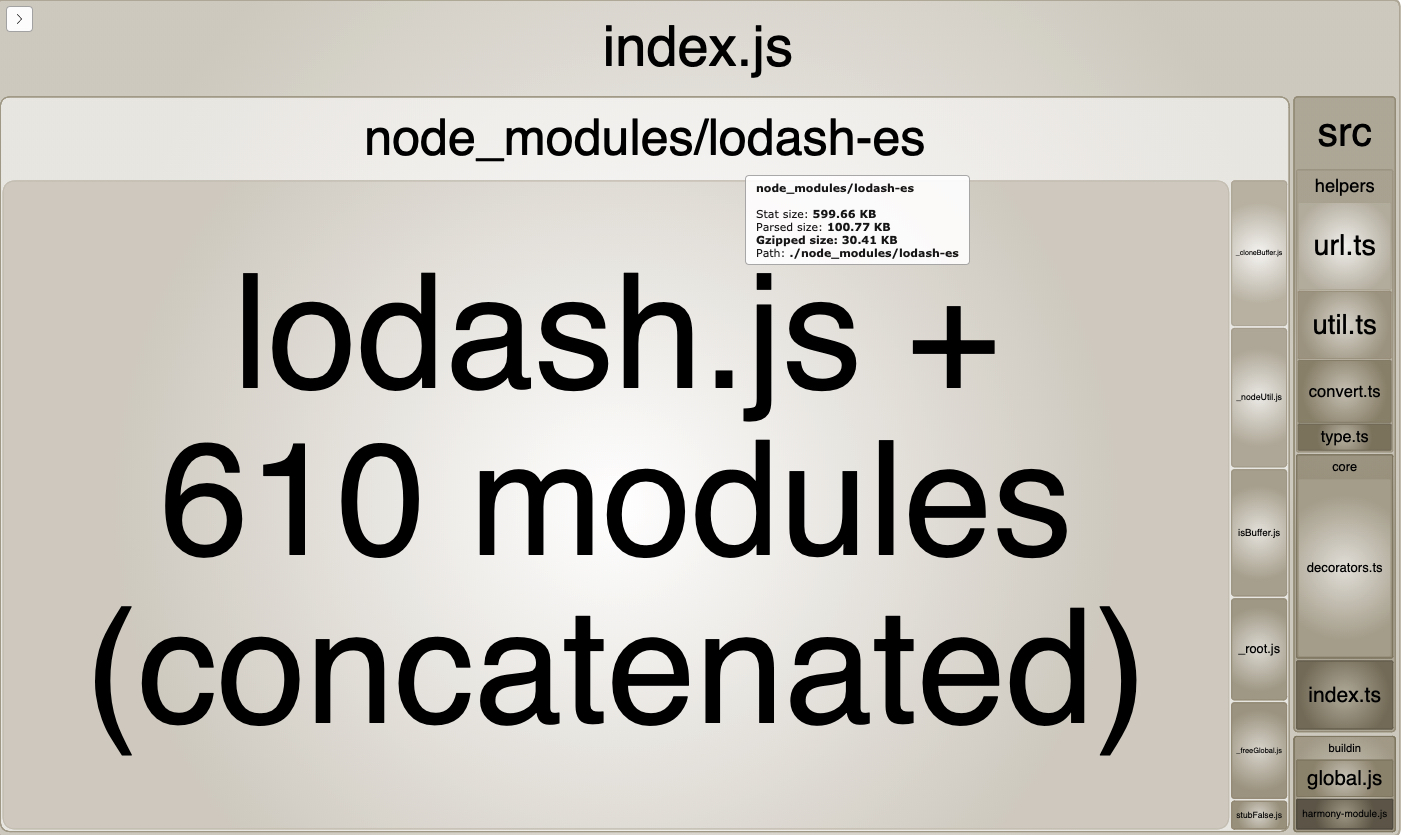 index.js
node_modules/lodash-es
node_modules/lodash-es
Stat size: 599.66 KB
Parsed size: 100.77 KB
Gzipped size: 30.41 KB
Path: ./node_modules/lodash-es
lodash.js +
610 modules
(concatenated)
_cloneBuffer.js
_nodeUtil.js
isBuffer.js
_root.js
_freeGlobal.js
stubFalse.js
src
helpers
url.ts
util.ts
convert.ts
type.ts
core
decorators.ts
index.ts
buildin
global.js
harmony-module.js